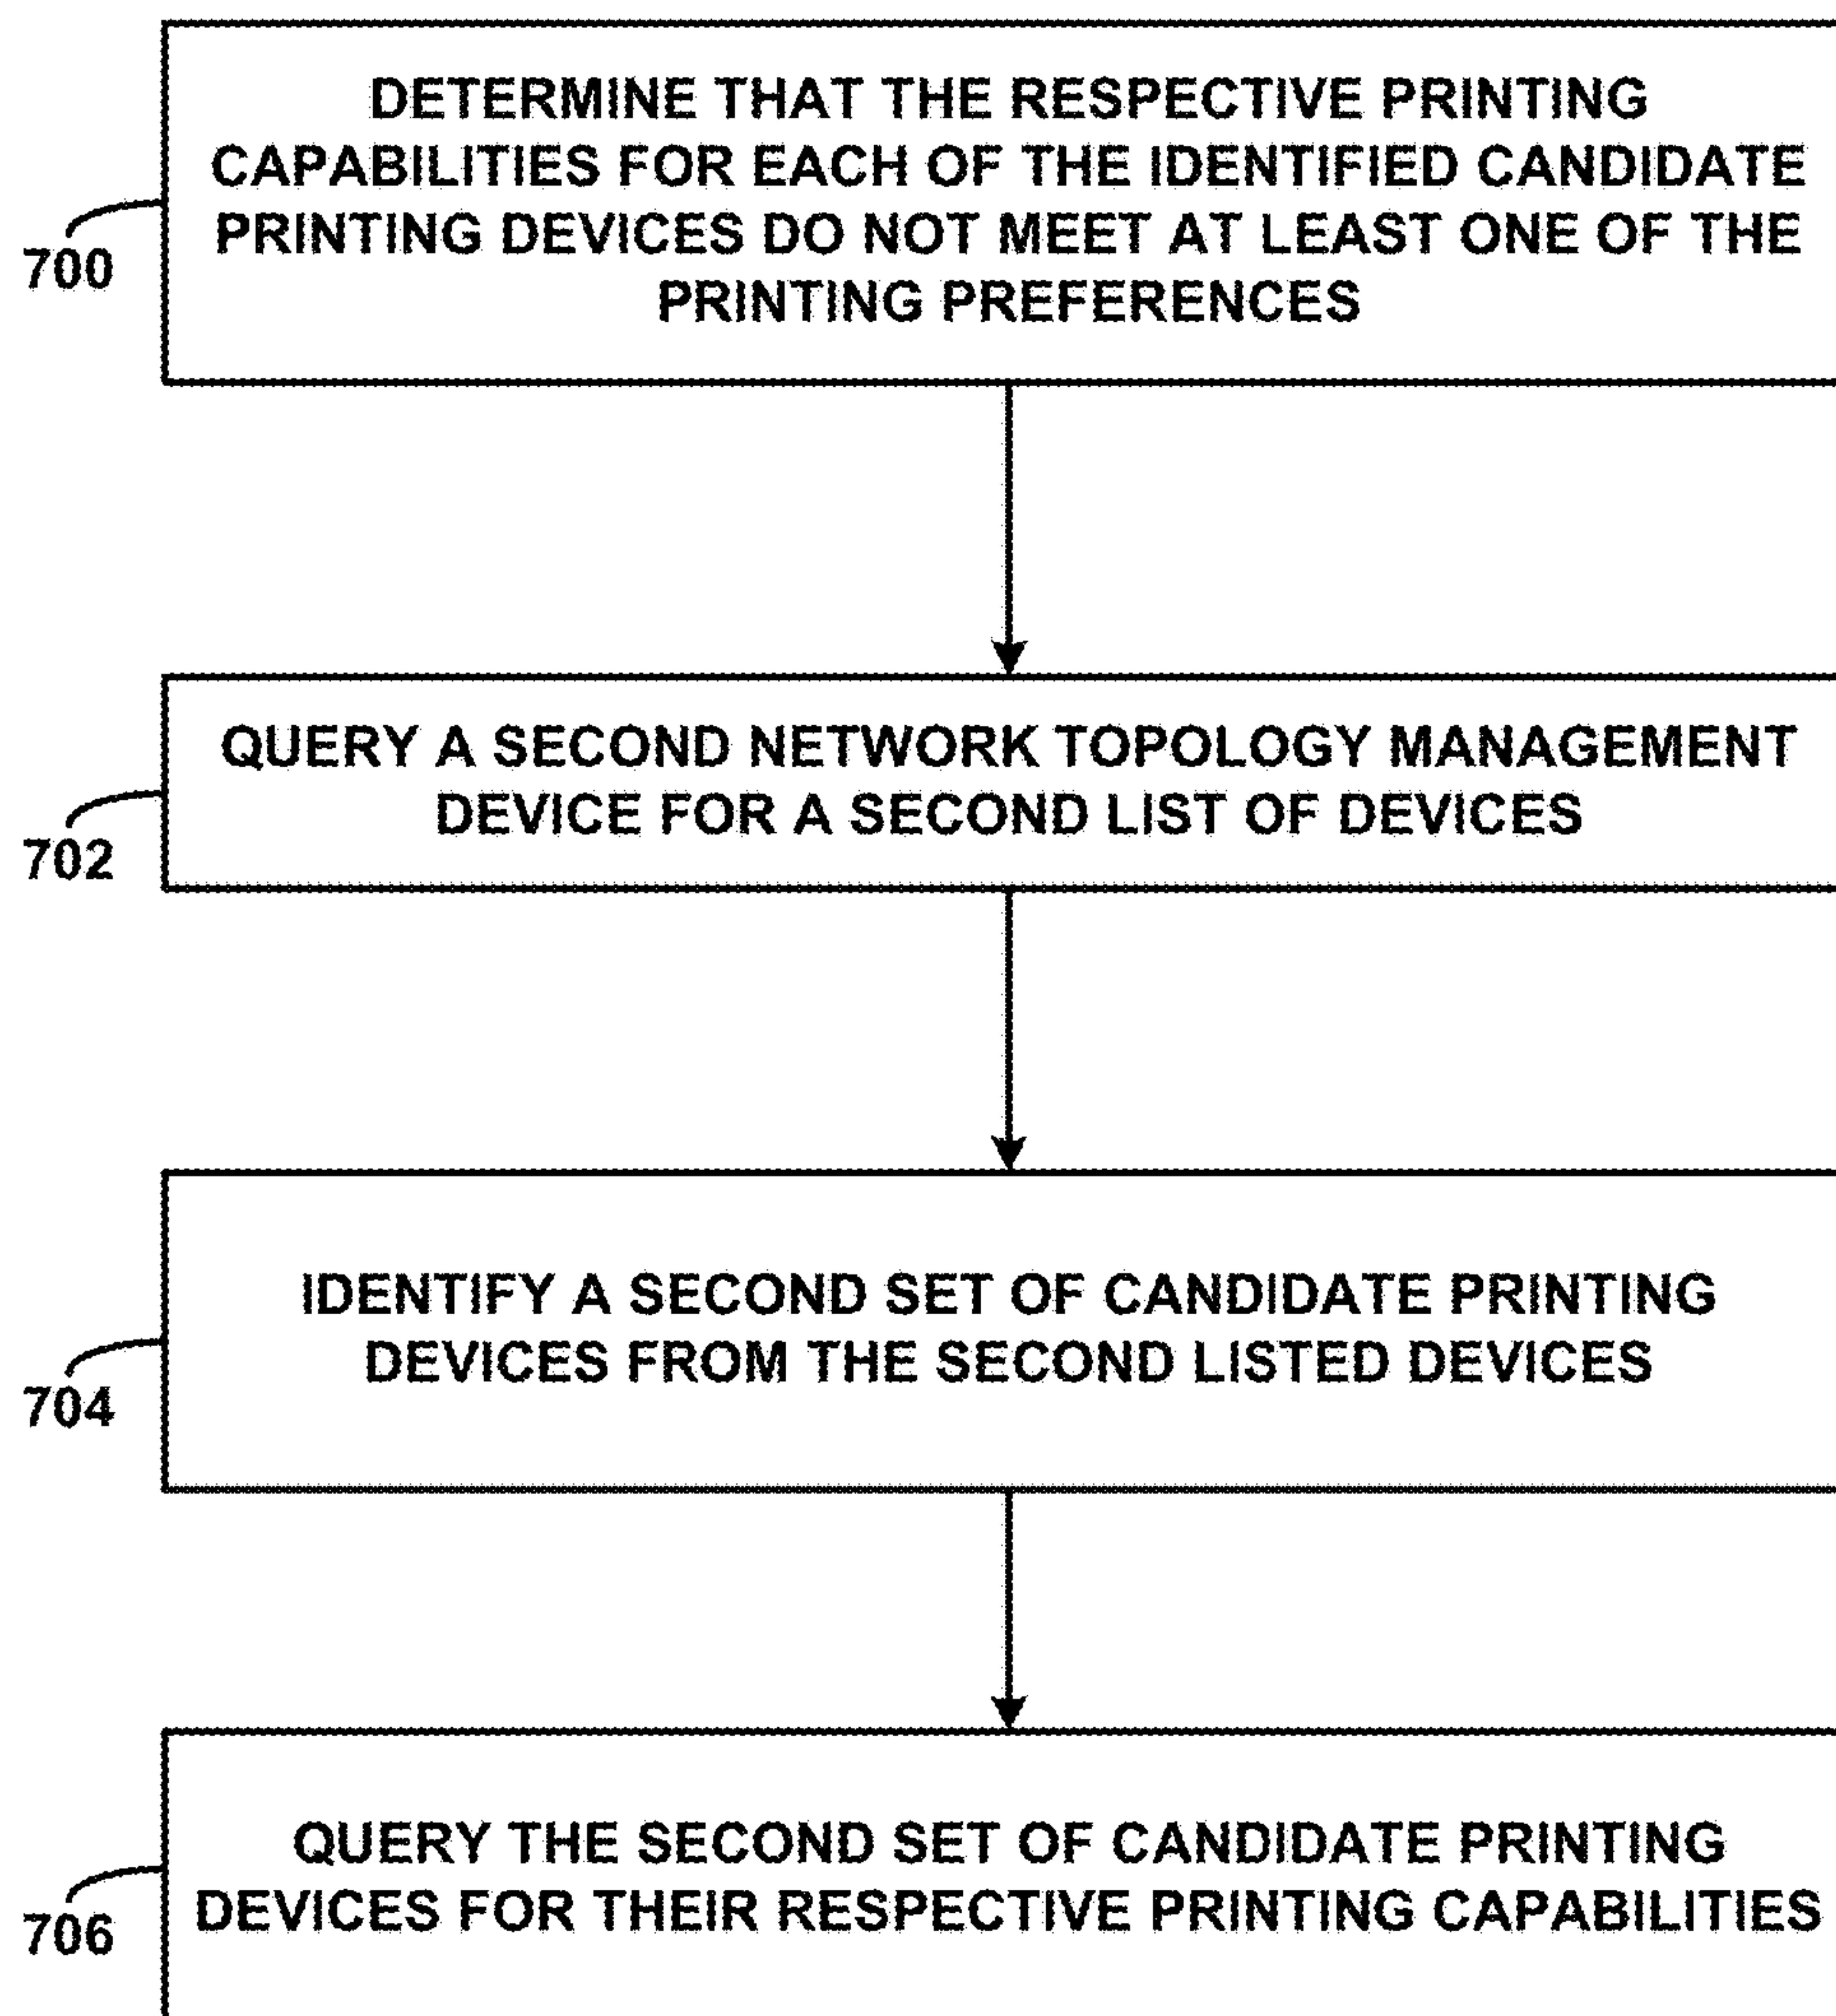 DETERMINE THAT THE RESPECTIVE PRINTING
CAPABILITIES FOR EACH OF THE IDENTIFIED CANDIDATE
PRINTING DEVICES DO NOT MEET AT LEAST ONE OF THE
PRINTING PREFERENCES
700
QUERY A SECOND NETWORK TOPOLOGY MANAGEMENT
DEVICE FOR A SECOND LIST OF DEVICES
702
IDENTIFY A SECOND SET OF CANDIDATE PRINTING
DEVICES FROM THE SECOND LISTED DEVICES
704
QUERY THE SECOND SET OF CANDIDATE PRINTING
DEVICES FOR THEIR RESPECTIVE PRINTING CAPABILITIES
706